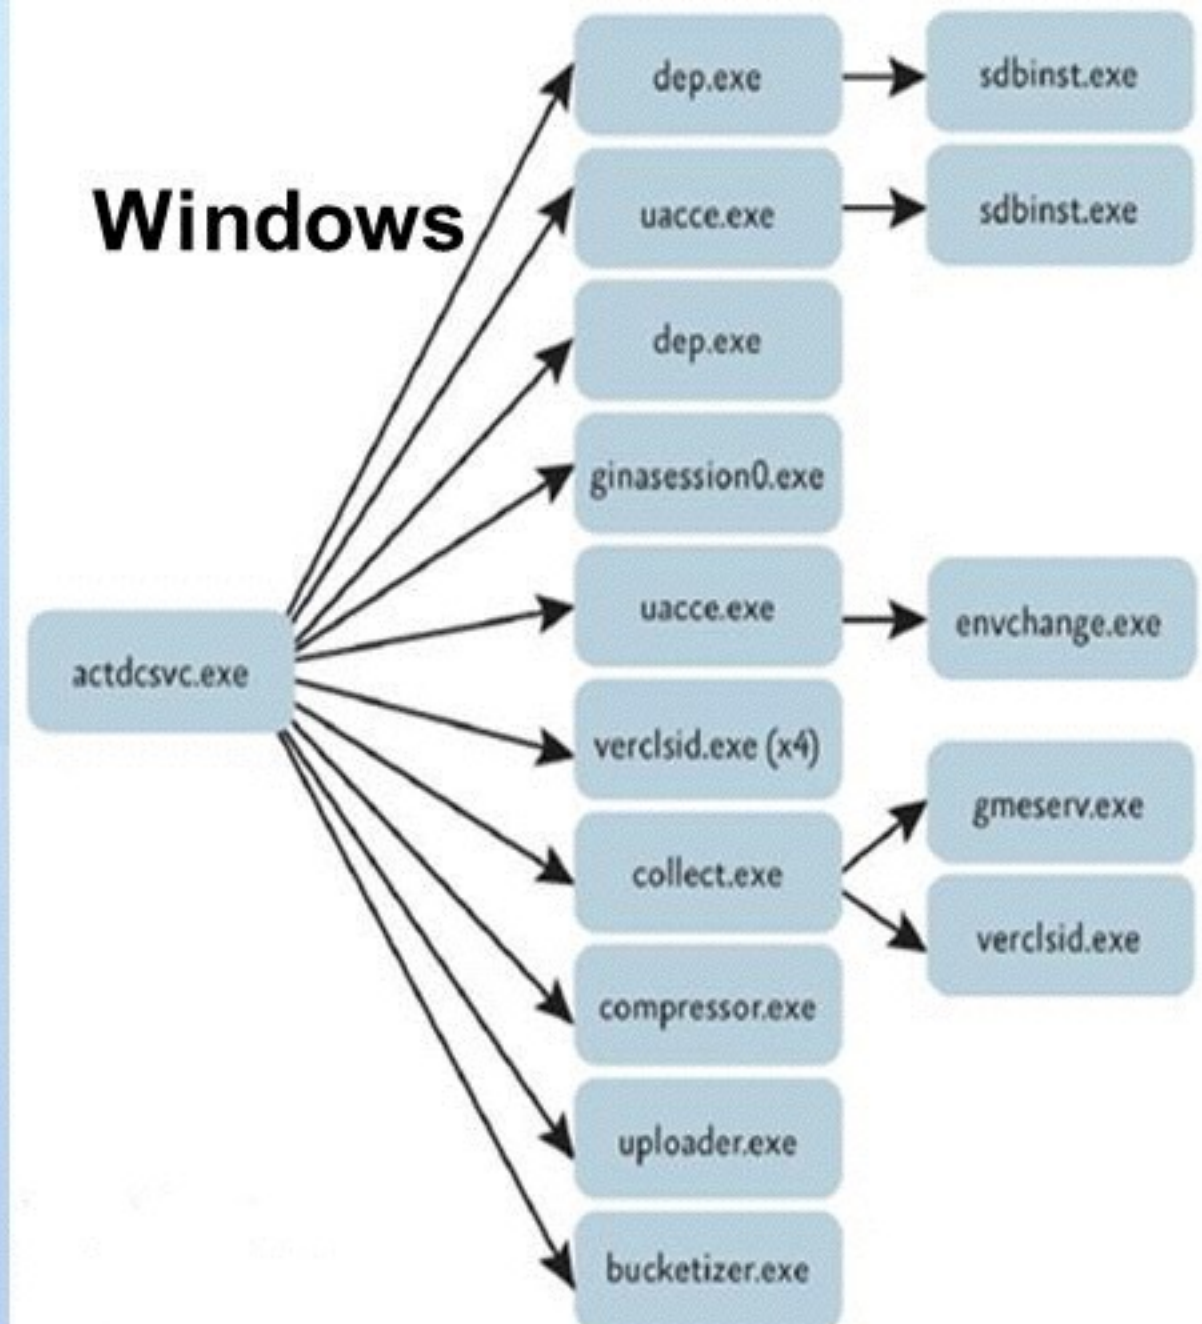 Windows
actdcsvc.exe
dep.exe
sdbinst.exe
uacce.exe
sdbinst.exe
dep.exe
ginasession0.exe
uacce.exe
envchange.exe
verclsid.exe (x4)
collect.exe
gmeserv.exe
verclsid.exe
compressor.exe
uploader.exe
bucketizer.exe